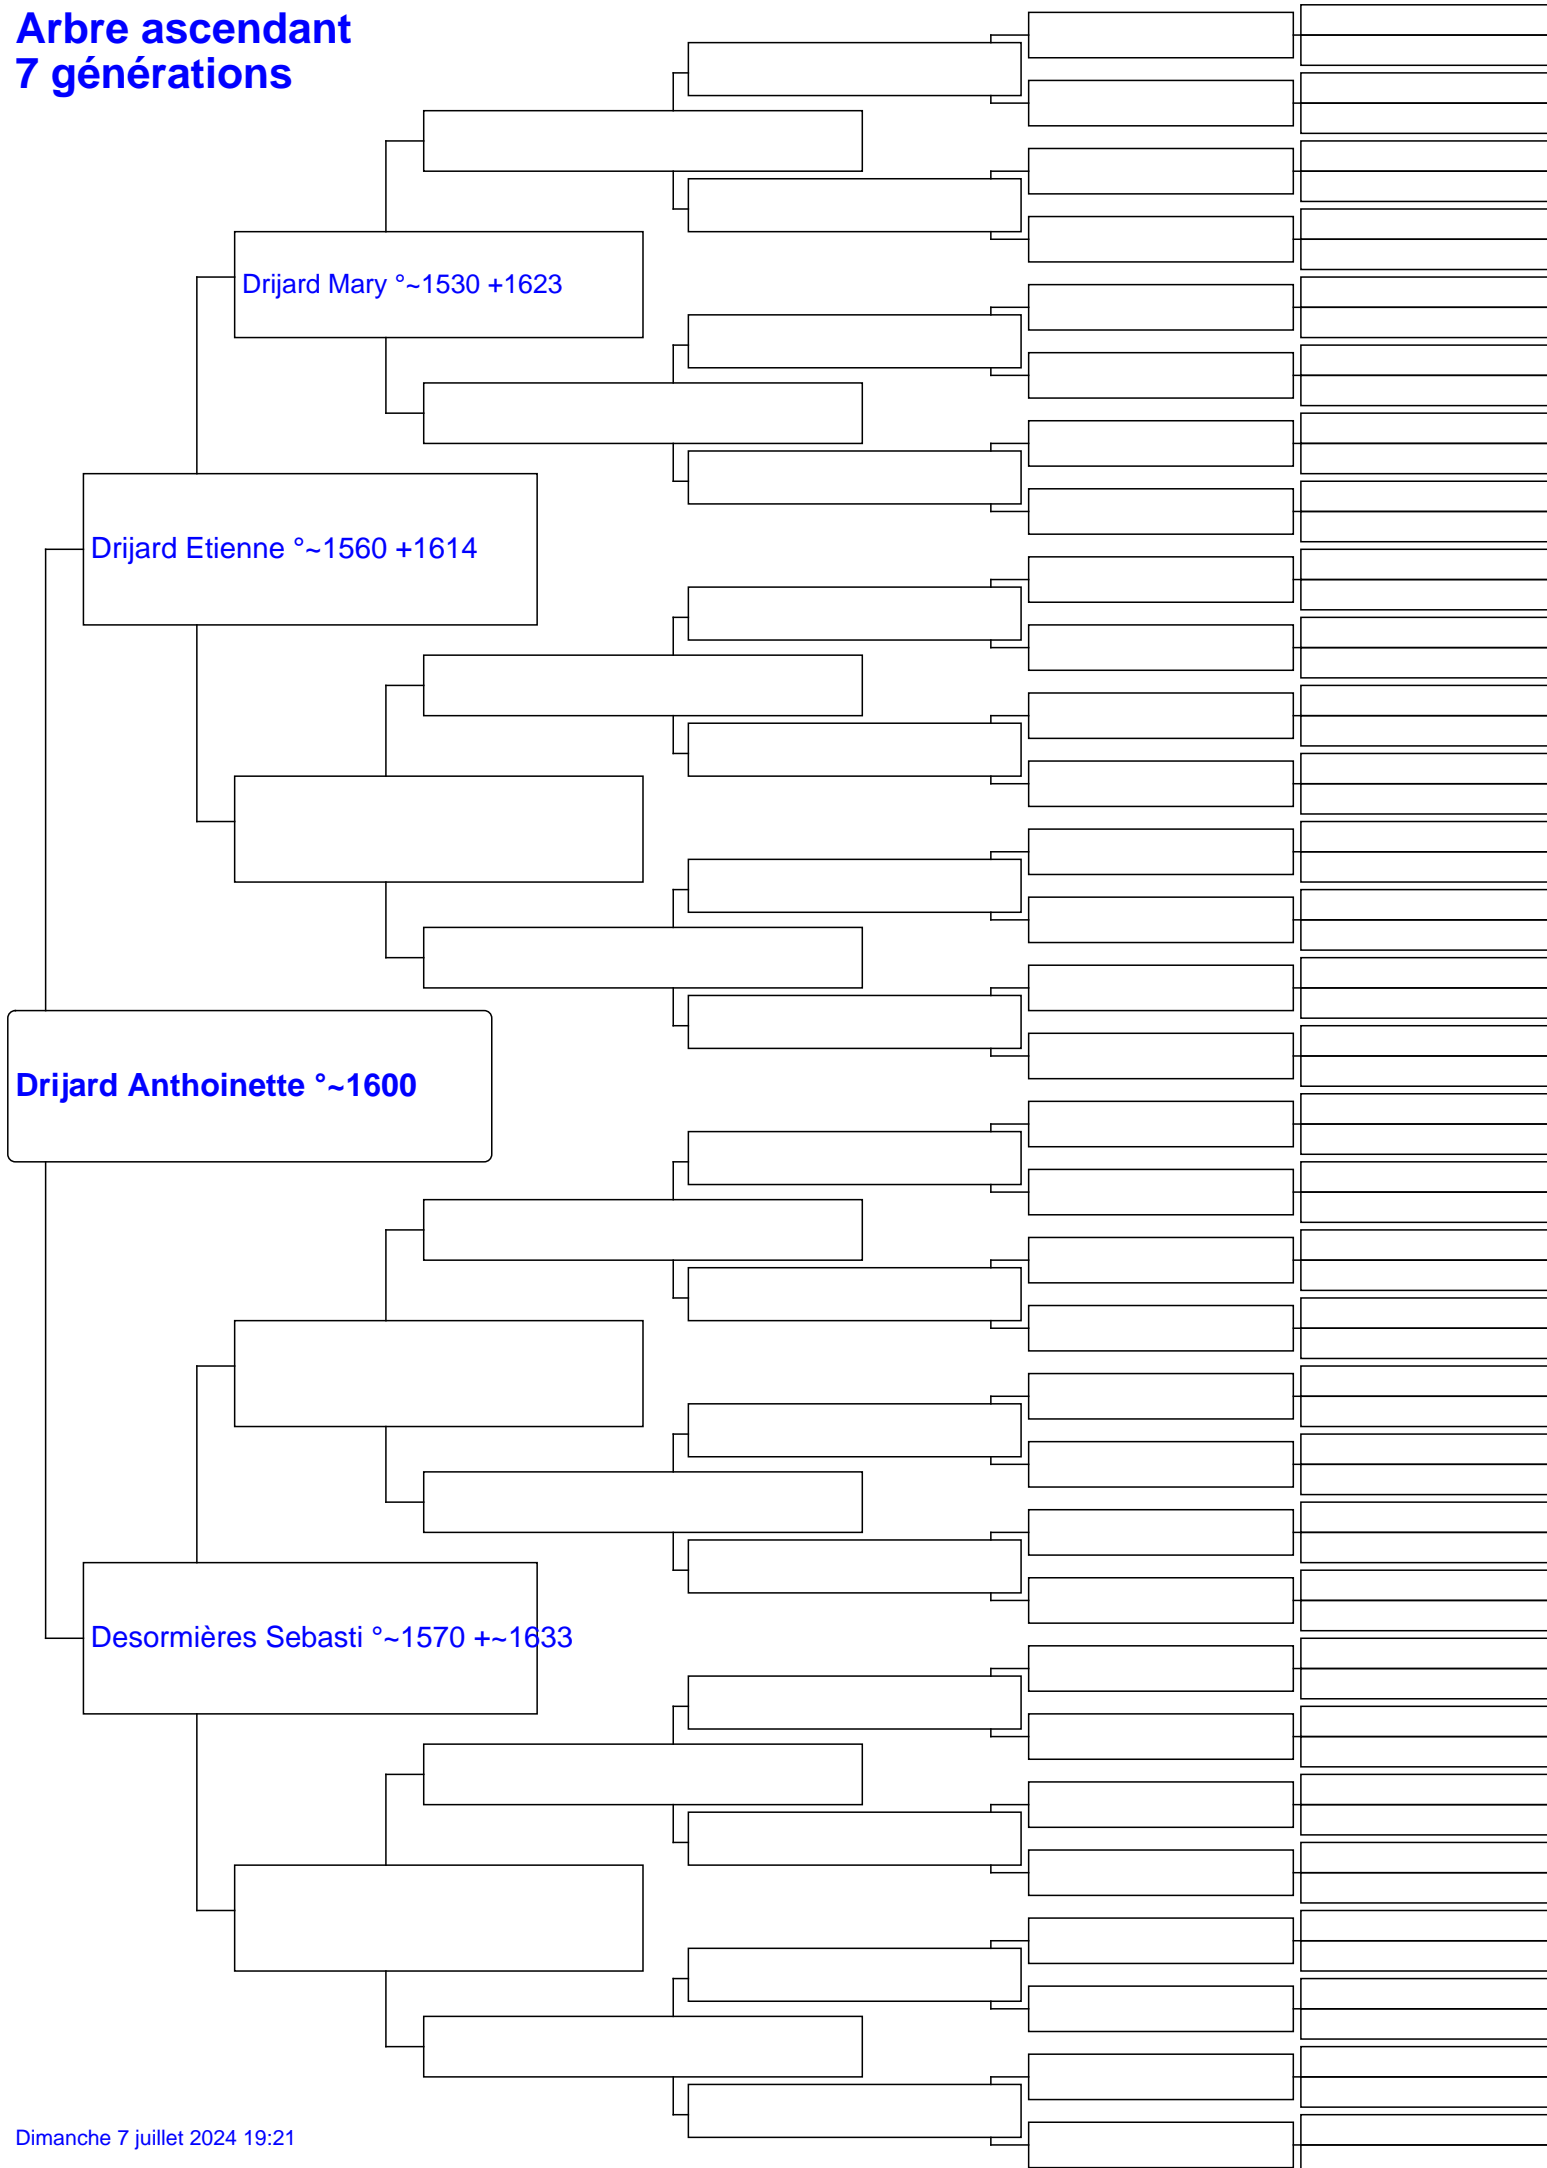 Arbre ascendant
7 générations
Drijard Mary °~1530 +1623
Drijard Etienne °~1560 +1614
Drijard Anthoinette °~1600
Desormières Sebasti °~1570 +~1633
Dimanche 7 juillet 2024 19:21